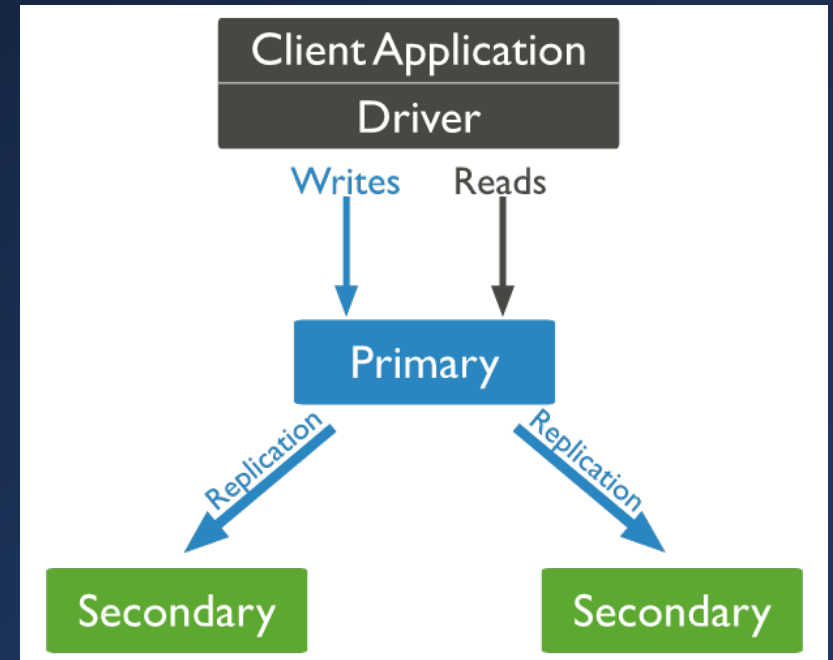 Client Application
Driver
Writes
Reads
Primary
Replication
Replication
Secondary
Secondary